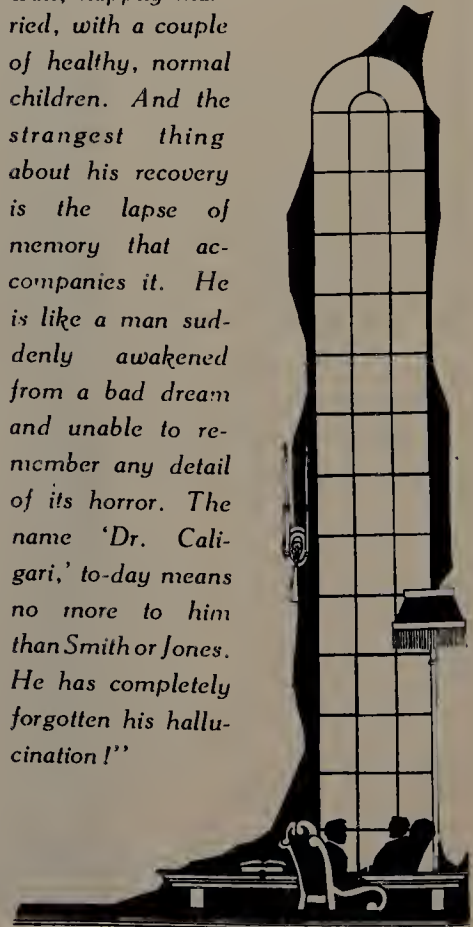 ried, with a couple
of healthy, normal
children. And the
strangest thing
about his recovery
is the lapse of
memory that ac-
companies it. He
is like a man sud-
denly awakened
from a bad dream
and unable to re-
member any detail
of its horror. The
name 'Dr. Cali-
gari,' to-day means
no more to him
than Smith or Jones.
He has completely
forgotten his hallu-
cination!"